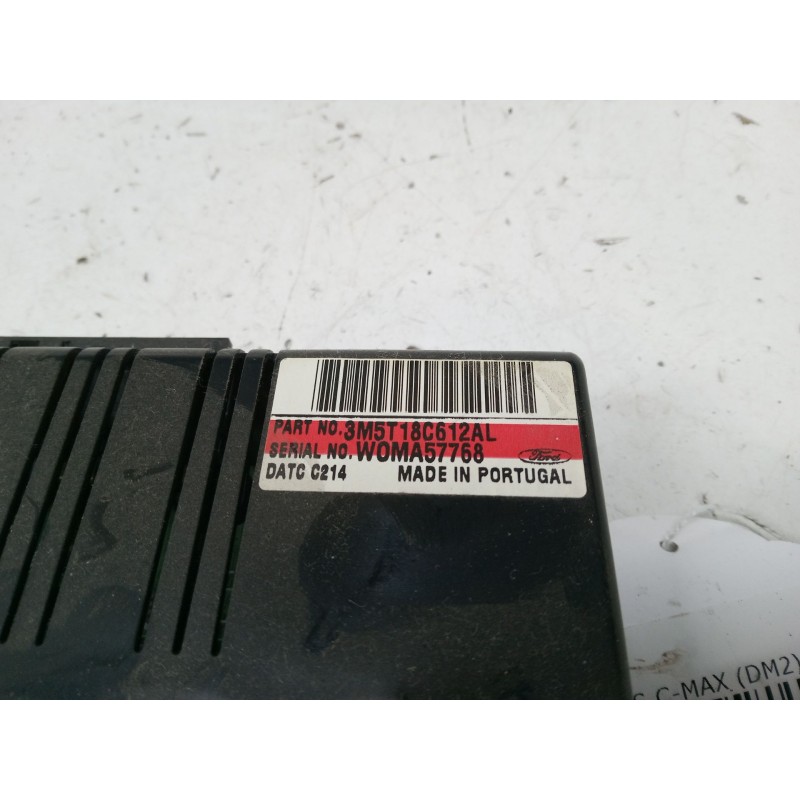 PART NO. 3M5T18C612AL
SERIAL NO. WOMA57768
Ford
DATC C214 MADE IN PORTUGAL
C-MAX (DM2)